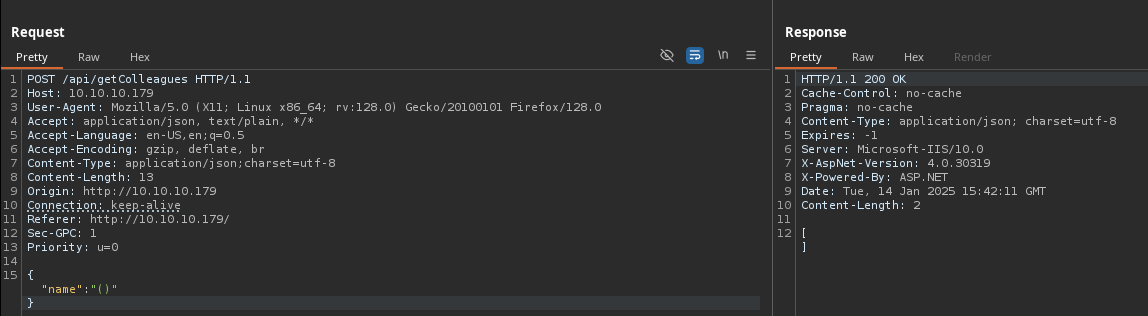 Request
Pretty Raw Hex
\n
1 POST /api/getColleagues HTTP/1.1
2 Host: 10.10.10.179
3 User-Agent: Mozilla/5.0 (X11; Linux x86_64; rv:128.0) Gecko/20100101 Firefox/128.0
4 Accept: application/json, text/plain, */*
5 Accept-Language: en-US,en;q=0.5
6 Accept-Encoding: gzip, deflate, br
7 Content-Type: application/json;charset=utf-8
8 Content-Length: 13
9 Origin: http://10.10.10.179
10 Connection: keep-alive
11 Referer: http://10.10.10.179/
12 Sec-GPC: 1
13 Priority: u=0
14
15 {
"name":"()"
}
Response
Pretty Raw Hex Render
1 HTTP/1.1 200 OK
2 Cache-Control: no-cache
3 Pragma: no-cache
4 Content-Type: application/json; charset=utf-8
5 Expires: -1
6 Server: Microsoft-IIS/10.0
7 X-AspNet-Version: 4.0.30319
8 X-Powered-By: ASP.NET
9 Date: Tue, 14 Jan 2025 15:42:11 GMT
10 Content-Length: 2
11
12 [
]